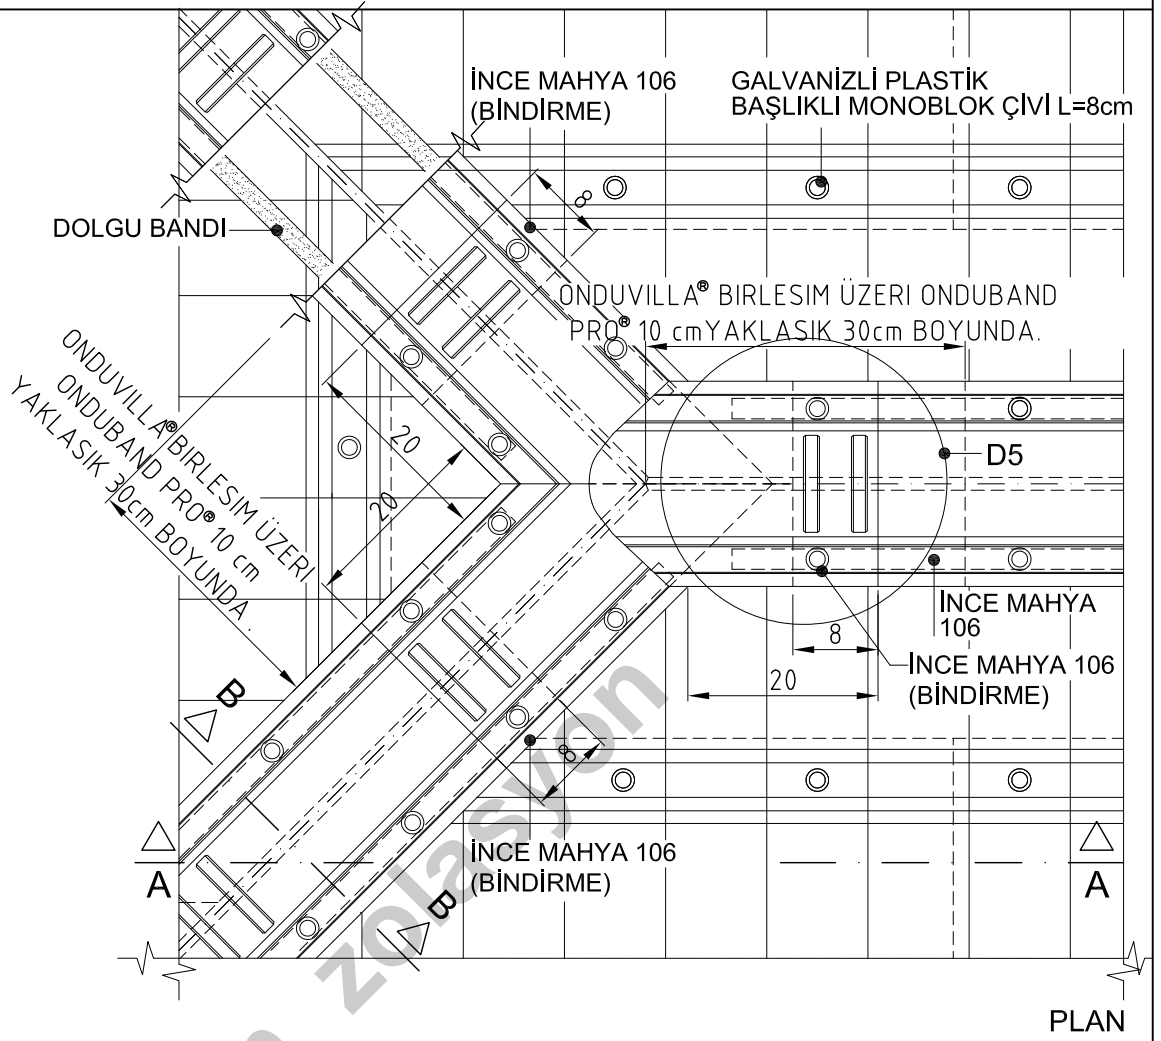 İNCE MAHYA 106
(BİNDİRME)
GALVANİZLİ PLASTİK
BAŞLIKLI MONOBLOK ÇİVİ L=8cm
DOLGU BANDI
8
ONDUVILLA® BIRLESIM ÜZERI ONDUBAND
PRO® 10 cmYAKLASIK 30cm BOYUNDA.
ONDUVILLA®BIRLESIM ÜZERI
ONDUBAND PRO® 10 cm
YAKLASIK 30cm BOYUNDA.
20
20
D5
İNCE MAHYA
106
8
İNCE MAHYA 106
(BİNDİRME)
20
B
8
İNCE MAHYA 106
(BİNDİRME)
A
B
A
zolasyon
PLAN